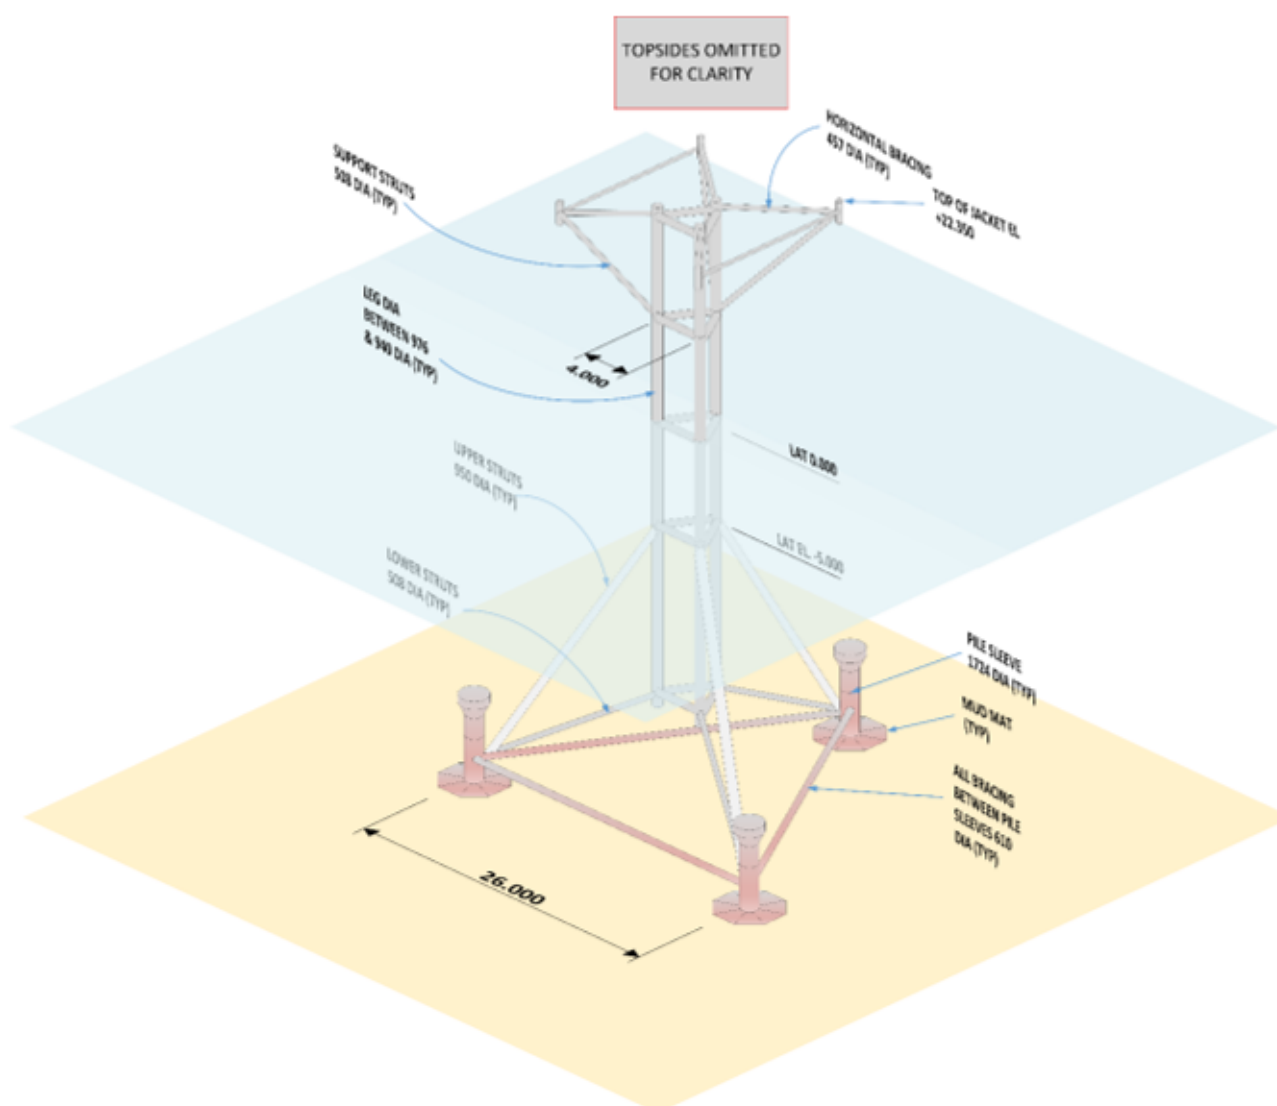 TOPSIDES OMITTED
FOR CLARITY
HORIZONTAL BRACING
457 DIA (TYP)
SUPPORT STRUTS
508 DIA (TYP)
TOP OF JACKET EL
+22.350
LEG DIA
BETWEEN 976
& 940 DIA (TYP)
4.000
UPPER STRUTS
950 DIA (TYP)
LAT 0.000
LAT EL. -5.000
LOWER STRUTS
508 DIA (TYP)
PILE SLEEVE
1724 DIA (TYP)
MUD MAT
(TYP)
ALL BRACING
BETWEEN PILE
SLEEVES 610
DIA (TYP)
26.000